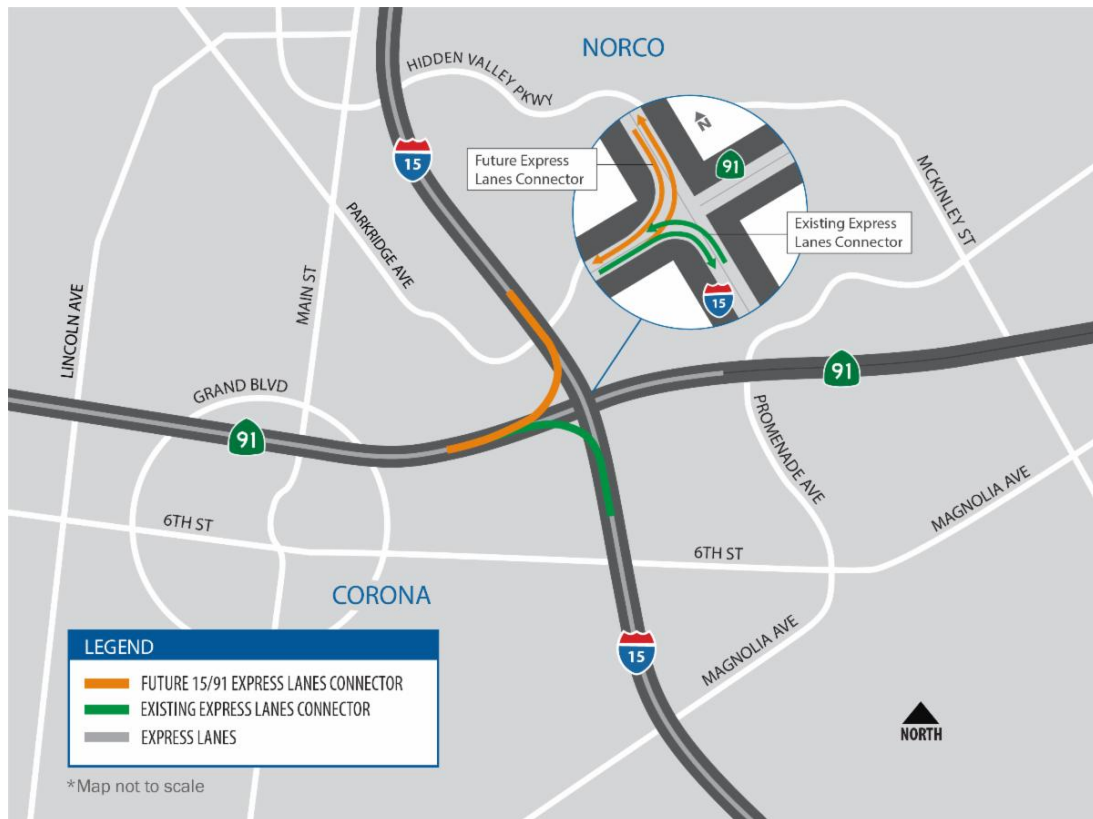 NORCO
HIDDEN VALLEY PKWY
N
15
Future Express
Lanes Connector
91
MCKINLEY ST
Existing Express
Lanes Connector
15
PARKRIDGE AVE
MAIN ST
LINCOLN AVE
GRAND BLVD
91
91
PROMENADE AVE
MAGNOLIA AVE
6TH ST
6TH ST
CORONA
LEGEND
FUTURE 15/91 EXPRESS LANES CONNECTOR
EXISTING EXPRESS LANES CONNECTOR
EXPRESS LANES
15
MAGNOLIA AVE
NORTH
*Map not to scale